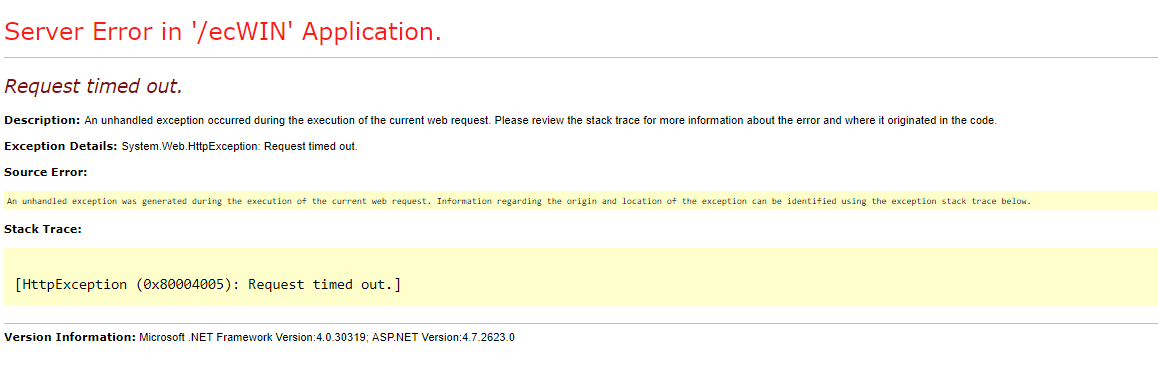 Server Error in '/ecWIN' Application.
Request timed out.
Description: An unhandled exception occurred during the execution of the current web request. Please review the stack trace for more information about the error and where it originated in the code.
Exception Details: System.Web.HttpException: Request timed out.
Source Error:
An unhandled exception was generated during the execution of the current web request. Information regarding the origin and location of the exception can be identified using the exception stack trace below.
Stack Trace:
[HttpException (0x80004005): Request timed out.]
Version Information: Microsoft .NET Framework Version:4.0.30319; ASP.NET Version:4.7.2623.0